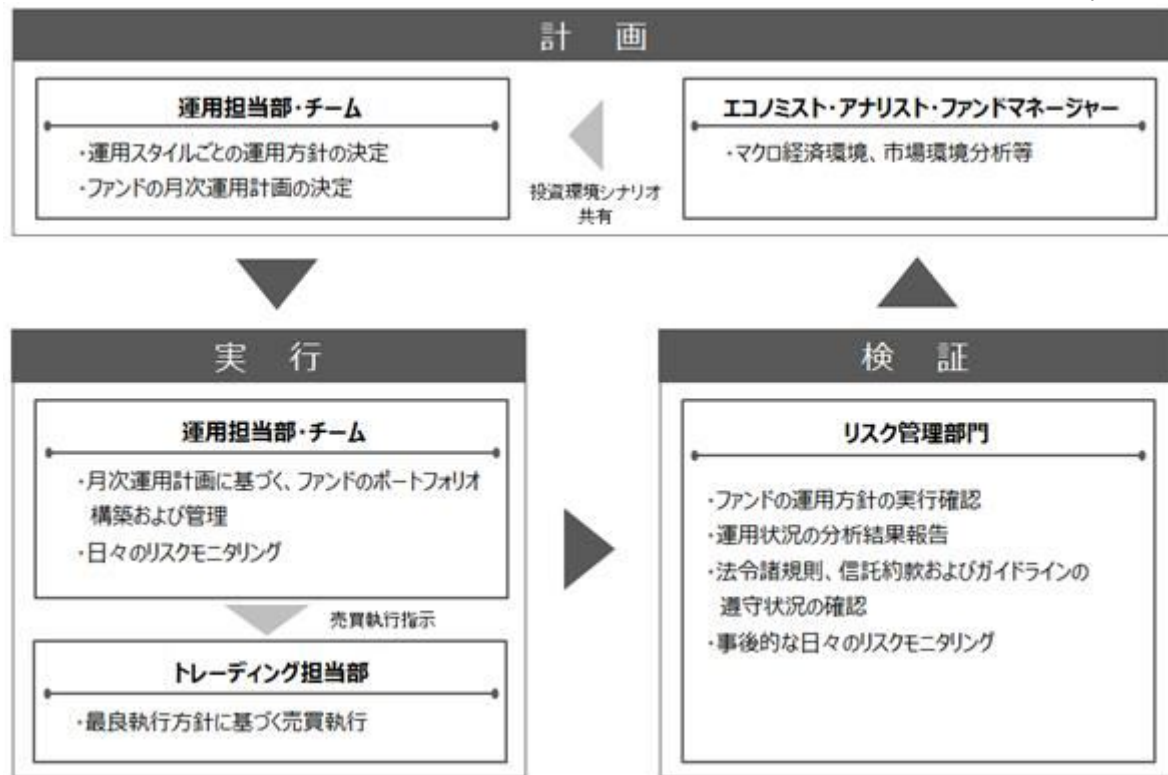 計 画
運用担当部・チーム
・運用スタイルごとの運用方針の決定
・ファンドの月次運用計画の決定
投資環境シナリオ
共有
エコノミスト・アナリスト・ファンドマネージャー
・マクロ経済環境、市場環境分析等
実 行
運用担当部・チーム
・月次運用計画に基づく、ファンドのポートフォリオ
構築および管理
・日々のリスクモニタリング
売買執行指示
トレーディング担当部
・最良執行方針に基づく売買執行
検 証
リスク管理部門
・ファンドの運用方針の実行確認
・運用状況の分析結果報告
・法令諸規則、信託約款およびガイドラインの
遵守状況の確認
・事後的な日々のリスクモニタリング